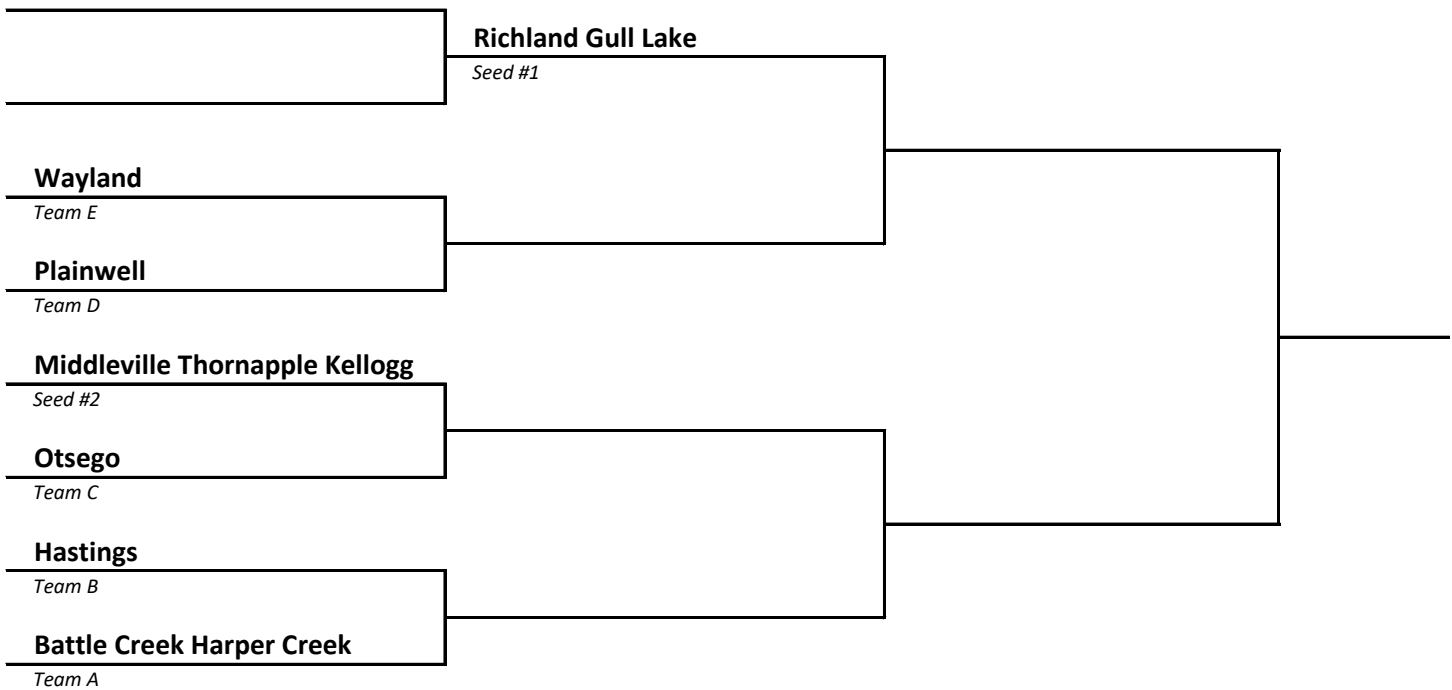 Richland Gull Lake
Seed #1
Wayland
Team E
Plainwell
Team D
Middleville Thornapple Kellogg
Seed #2
Otsego
Team C
Hastings
Team B
Battle Creek Harper Creek
Team A